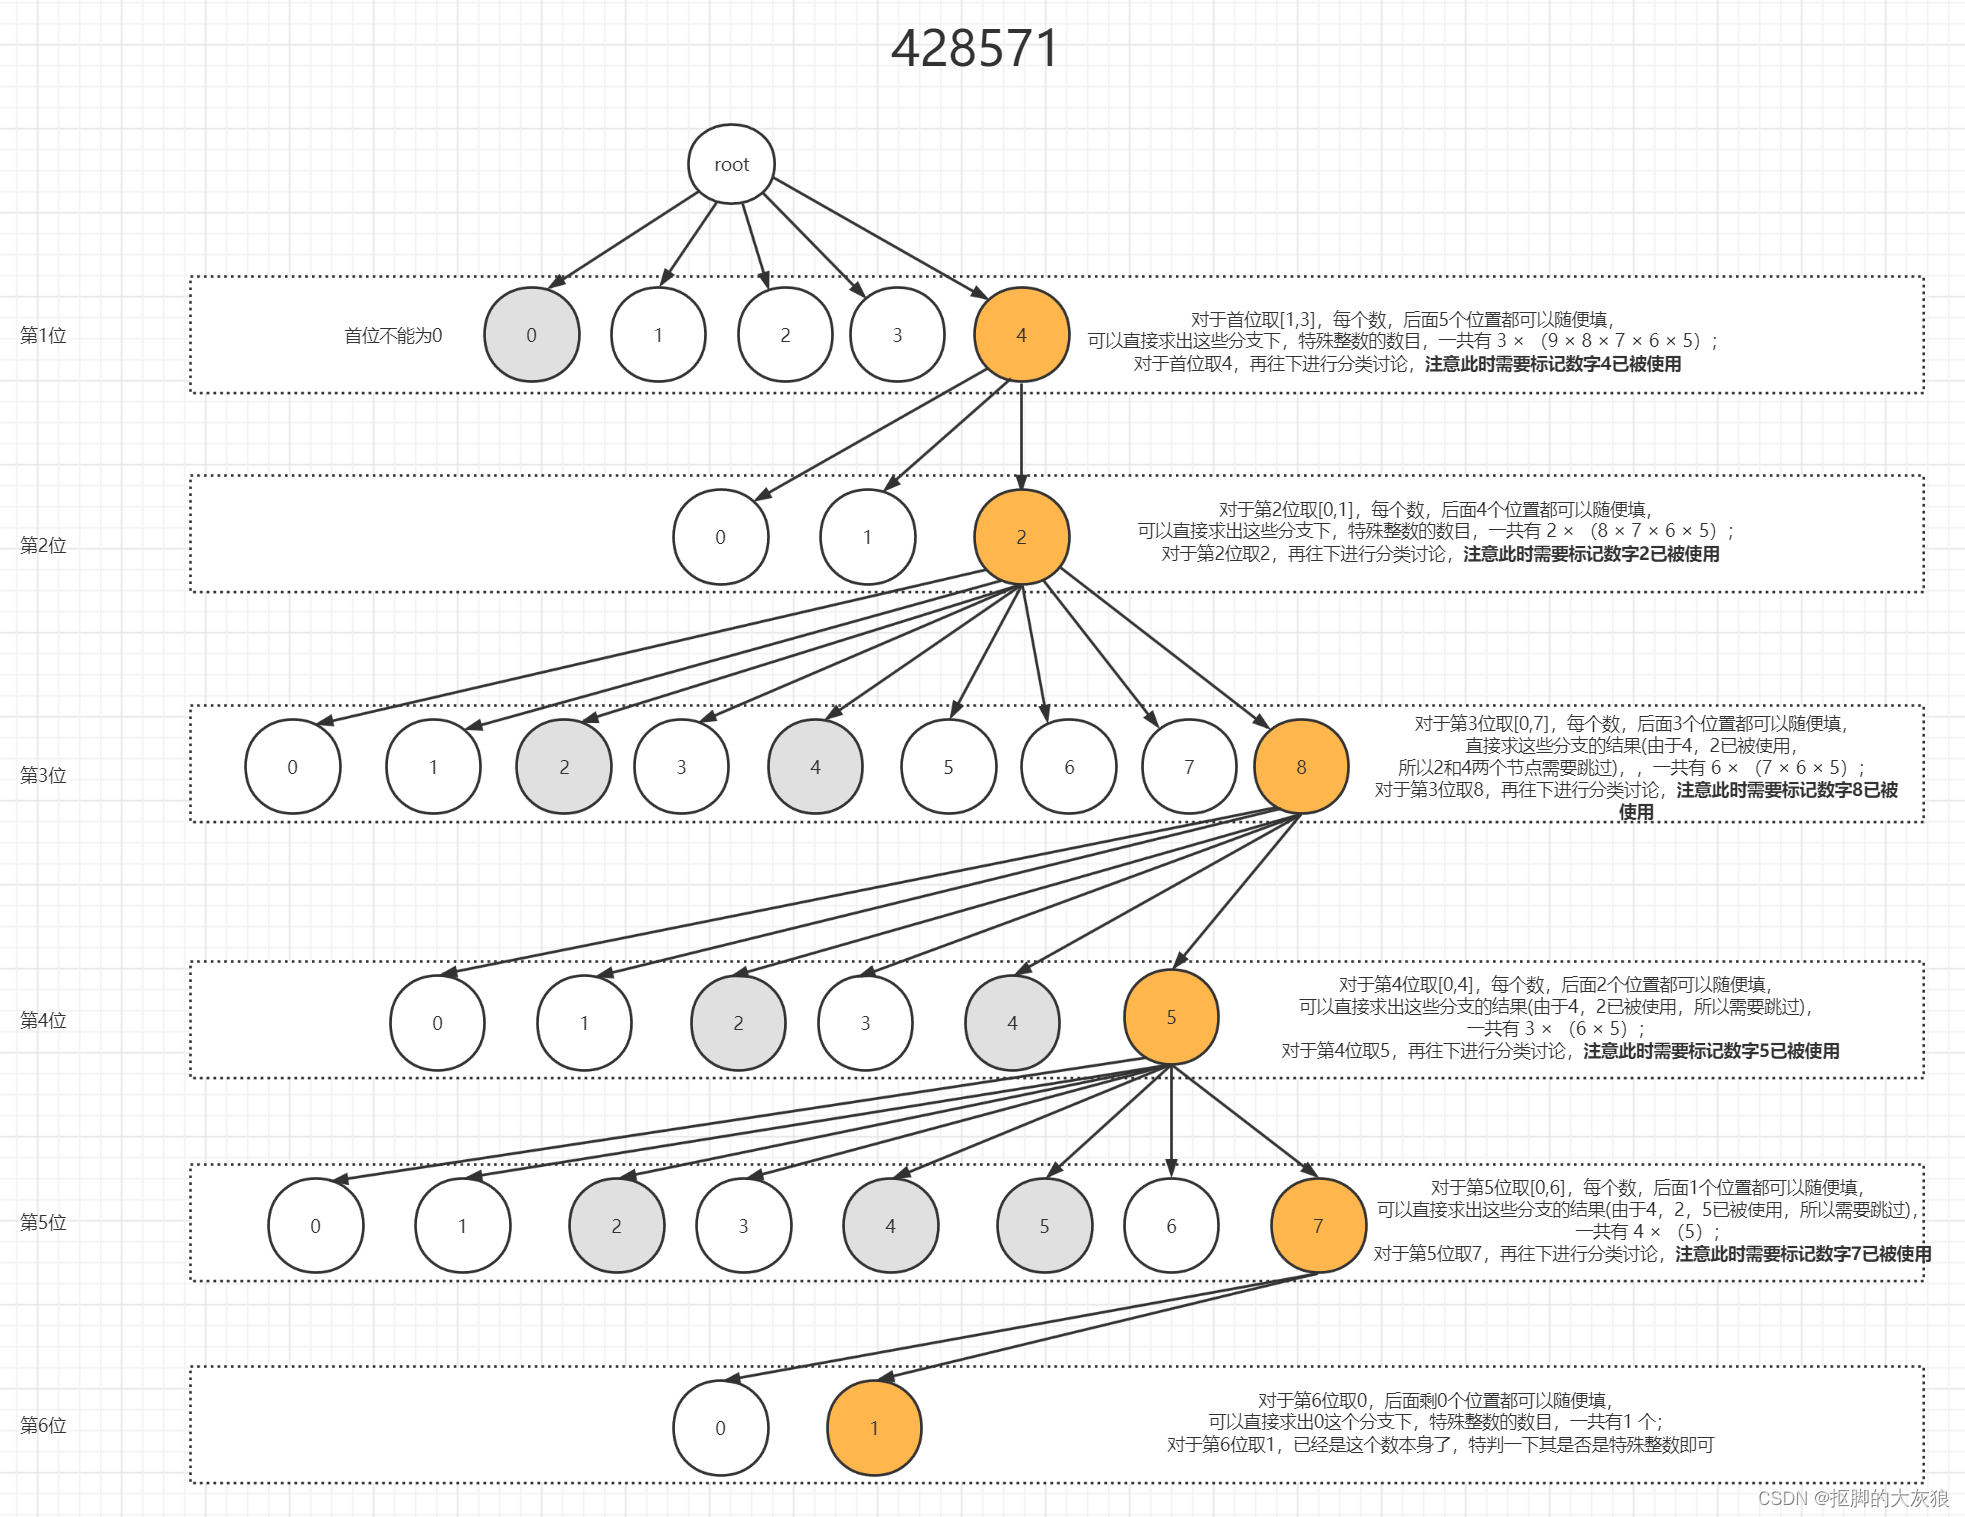 428571
root
第1位
首位不能为0
0
1
2
3
4
对于首位取[1,3]，每个数，后面5个位置都可以随便填，
可以直接求出这些分支下，特殊整数的数目，一共有 3 × （9 × 8 × 7 × 6 × 5）；
对于首位取4，再往下进行分类讨论，注意此时需要标记数字4已被使用
第2位
0
1
2
对于第2位取[0,1]，每个数，后面4个位置都可以随便填，
可以直接求出这些分支下，特殊整数的数目，一共有 2 × （8 × 7 × 6 × 5）；
对于第2位取2，再往下进行分类讨论，注意此时需要标记数字2已被使用
第3位
0
1
2
3
4
5
6
7
8
对于第3位取[0,7]，每个数，后面3个位置都可以随便填，
直接求这些分支的结果(由于4，2已被使用，
所以2和4两个节点需要跳过)，，一共有 6 × （7 × 6 × 5）；
对于第3位取8，再往下进行分类讨论，注意此时需要标记数字8已被
使用
第4位
0
1
2
3
4
5
对于第4位取[0,4]，每个数，后面2个位置都可以随便填，
可以直接求出这些分支的结果(由于4，2已被使用，所以需要跳过)，
一共有 3 × （6 × 5）；
对于第4位取5，再往下进行分类讨论，注意此时需要标记数字5已被使用
第5位
0
1
2
3
4
5
6
7
对于第5位取[0,6]，每个数，后面1个位置都可以随便填，
可以直接求出这些分支的结果(由于4，2，5已被使用，所以需要跳过)，
一共有 4 × （5）；
对于第5位取7，再往下进行分类讨论，注意此时需要标记数字7已被使用
第6位
0
1
对于第6位取0，后面剩0个位置都可以随便填，
可以直接求出0这个分支下，特殊整数的数目，一共有1 个；
对于第6位取1，已经是这个数本身了，特判一下其是否是特殊整数即可
CSDN @抠脚的大灰狼